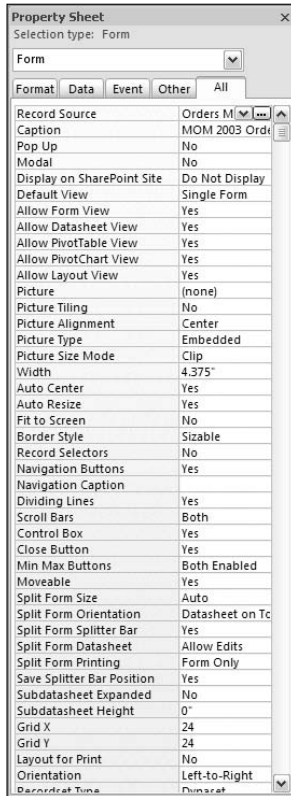 Property Sheet
Selection type: Form
Form
Format Data Event Other All
Record Source Orders M
Caption MOM 2003 Orde
Pop Up No
Modal No
Display on SharePoint Site Do Not Display
Default View Single Form
Allow Form View Yes
Allow Datasheet View Yes
Allow PivotTable View Yes
Allow PivotChart View Yes
Allow Layout View Yes
Picture (none)
Picture Tiling No
Picture Alignment Center
Picture Type Embedded
Picture Size Mode Clip
Width 4.375"
Auto Center Yes
Auto Resize Yes
Fit to Screen No
Border Style Sizable
Record Selectors No
Navigation Buttons Yes
Navigation Caption
Dividing Lines Yes
Scroll Bars Both
Control Box Yes
Close Button Yes
Min Max Buttons Both Enabled
Moveable Yes
Split Form Size Auto
Split Form Orientation Datasheet on To
Split Form Splitter Bar Yes
Split Form Datasheet Allow Edits
Split Form Printing Form Only
Save Splitter Bar Position Yes
Subdatasheet Expanded No
Subdatasheet Height 0"
Grid X 24
Grid Y 24
Layout for Print No
Orientation Left-to-Right
Recordset Type Dynaset